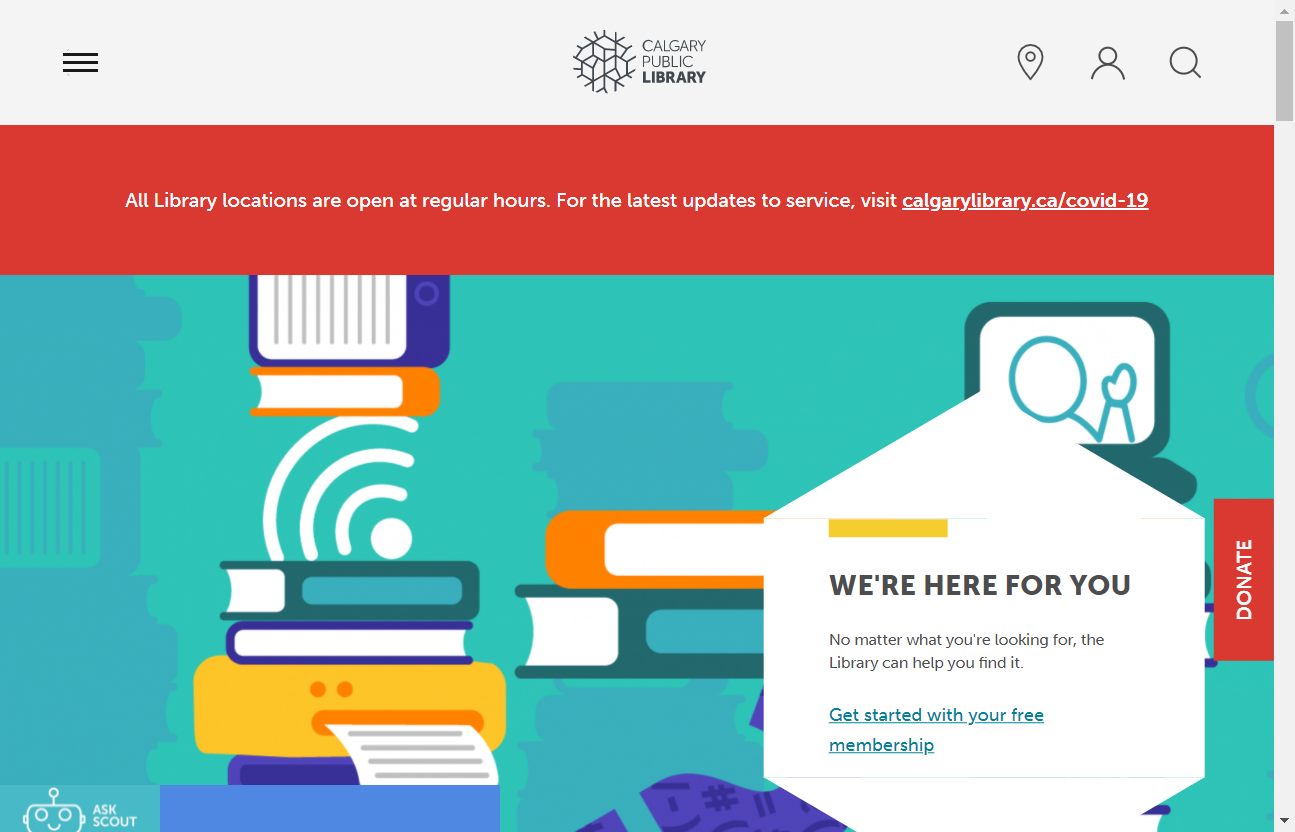 CALGARY
PUBLIC
LIBRARY
All Library locations are open at regular hours. For the latest updates to service, visit calgarylibrary.ca/covid-19
WE'RE HERE FOR YOU
No matter what you're looking for, the
Library can help you find it.
Get started with your free
membership
DONATE
ASK
SCOUT